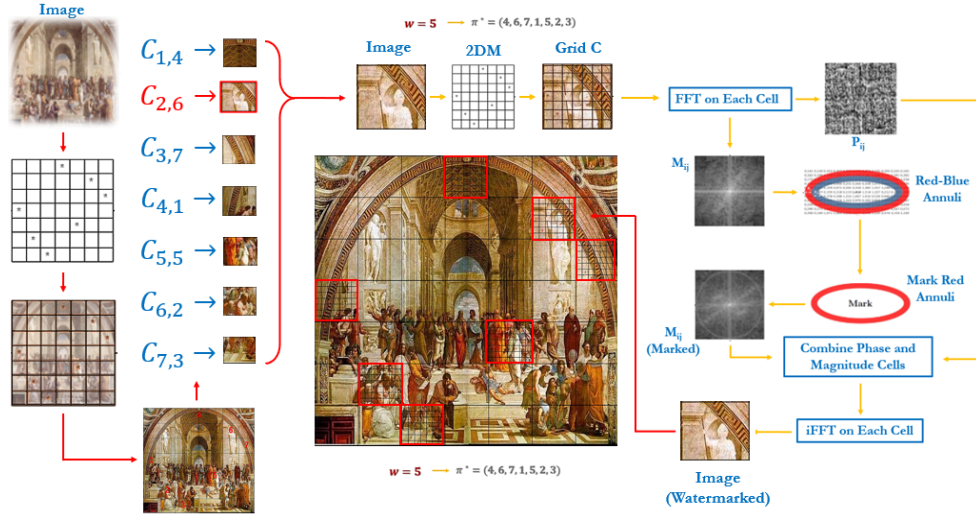 Image
C1,4 →
C2,6 →
C3,7 →
C4,1 →
C5,5 →
C6,2 →
C7,3 →
w = 5 → π* = (4,6,7,1,5,2,3)
Image
2DM
Grid C
FFT on Each Cell
Pij
Mij
Red-Blue
Annuli
Mark Red
Annuli
Mark
Mij
(Marked)
Combine Phase and
Magnitude Cells
iFFT on Each Cell
Image
(Watermarked)
w = 5 → π* = (4,6,7,1,5,2,3)